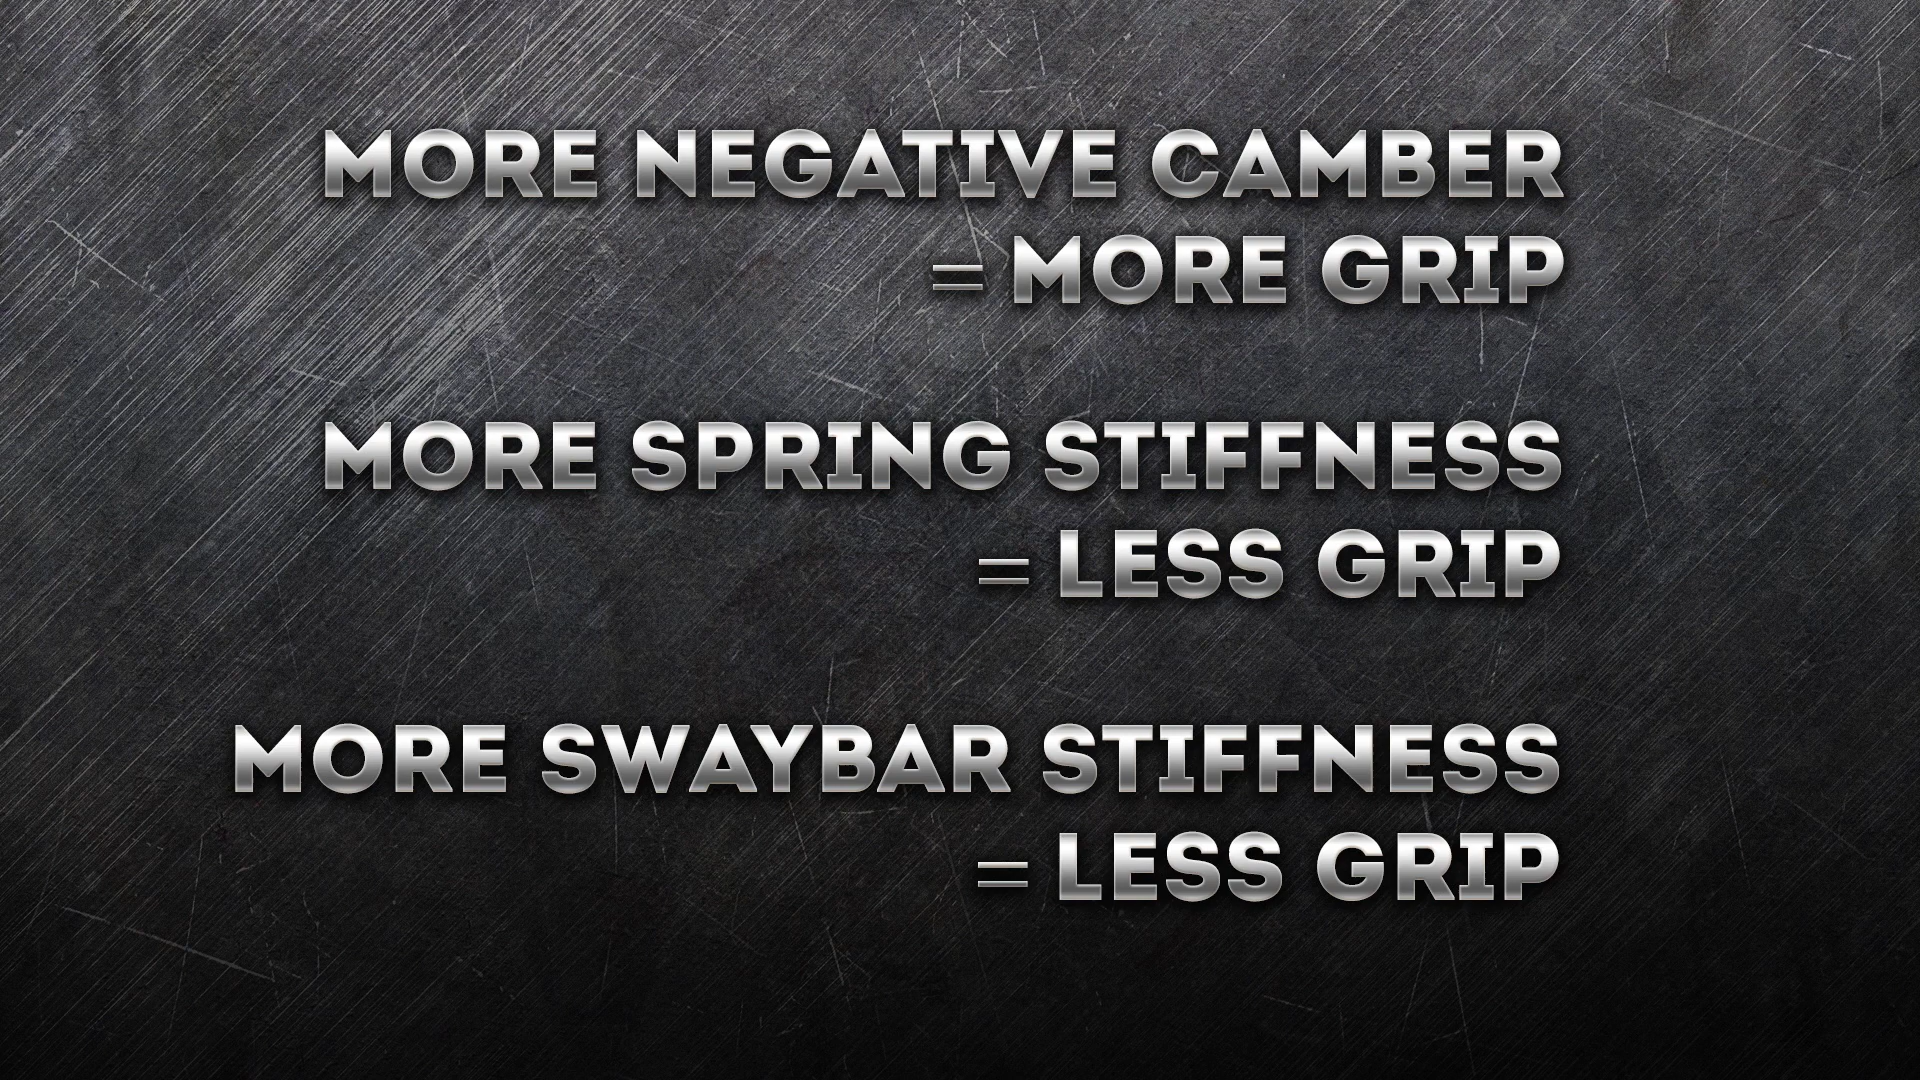 MORE NEGATIVE CAMBER
= MORE GRIP
MORE SPRING STIFFNESS
= LESS GRIP
MORE SWAYBAR STIFFNESS
= LESS GRIP